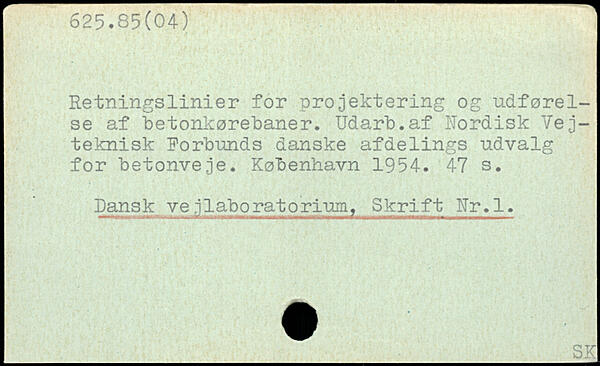 625.85(04)
Retningslinier for projektering og udførel-
se af betonkørebaner. Udarb.af Nordisk Vej-
teknisk Forbunds danske afdelings udvalg
for betonveje. København 1954. 47 s.
Dansk vejlaboratorium, Skrift Nr.1.
SK